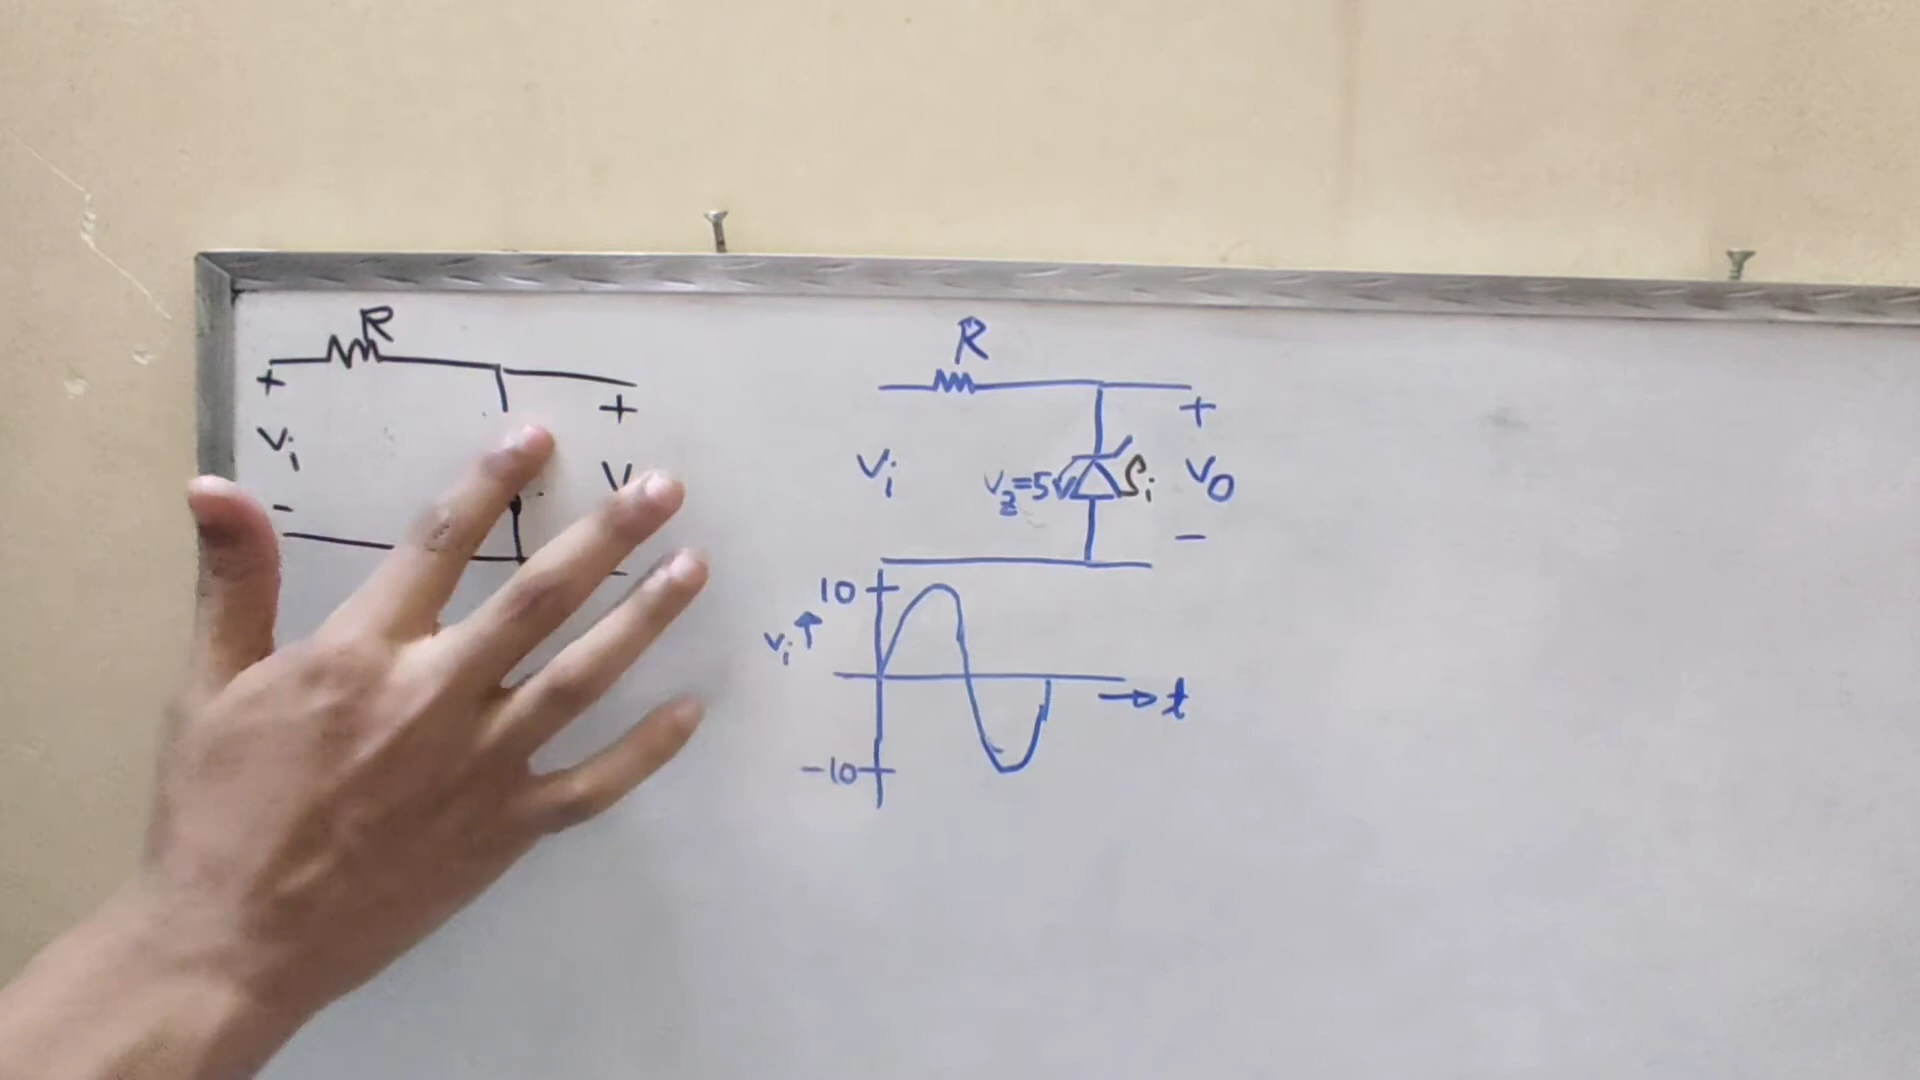 R
+
Vi
-
+
V
R
Vi
Vz=5V
Si
+
Vo
-
10
vi↑
-10
→ t